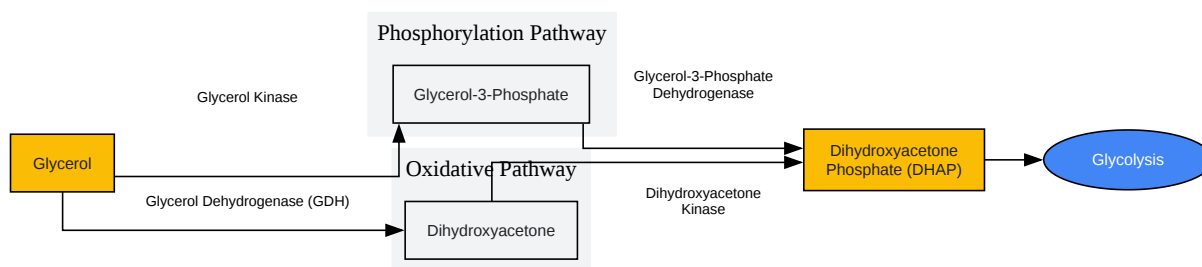 Phosphorylation Pathway
Glycerol Kinase
Glycerol-3-Phosphate
Glycerol-3-Phosphate
Dehydrogenase
Glycerol
Oxidative Pathway
Glycerol Dehydrogenase (GDH)
Dihydroxyacetone
Dihydroxyacetone
Kinase
Dihydroxyacetone
Phosphate (DHAP)
Glycolysis